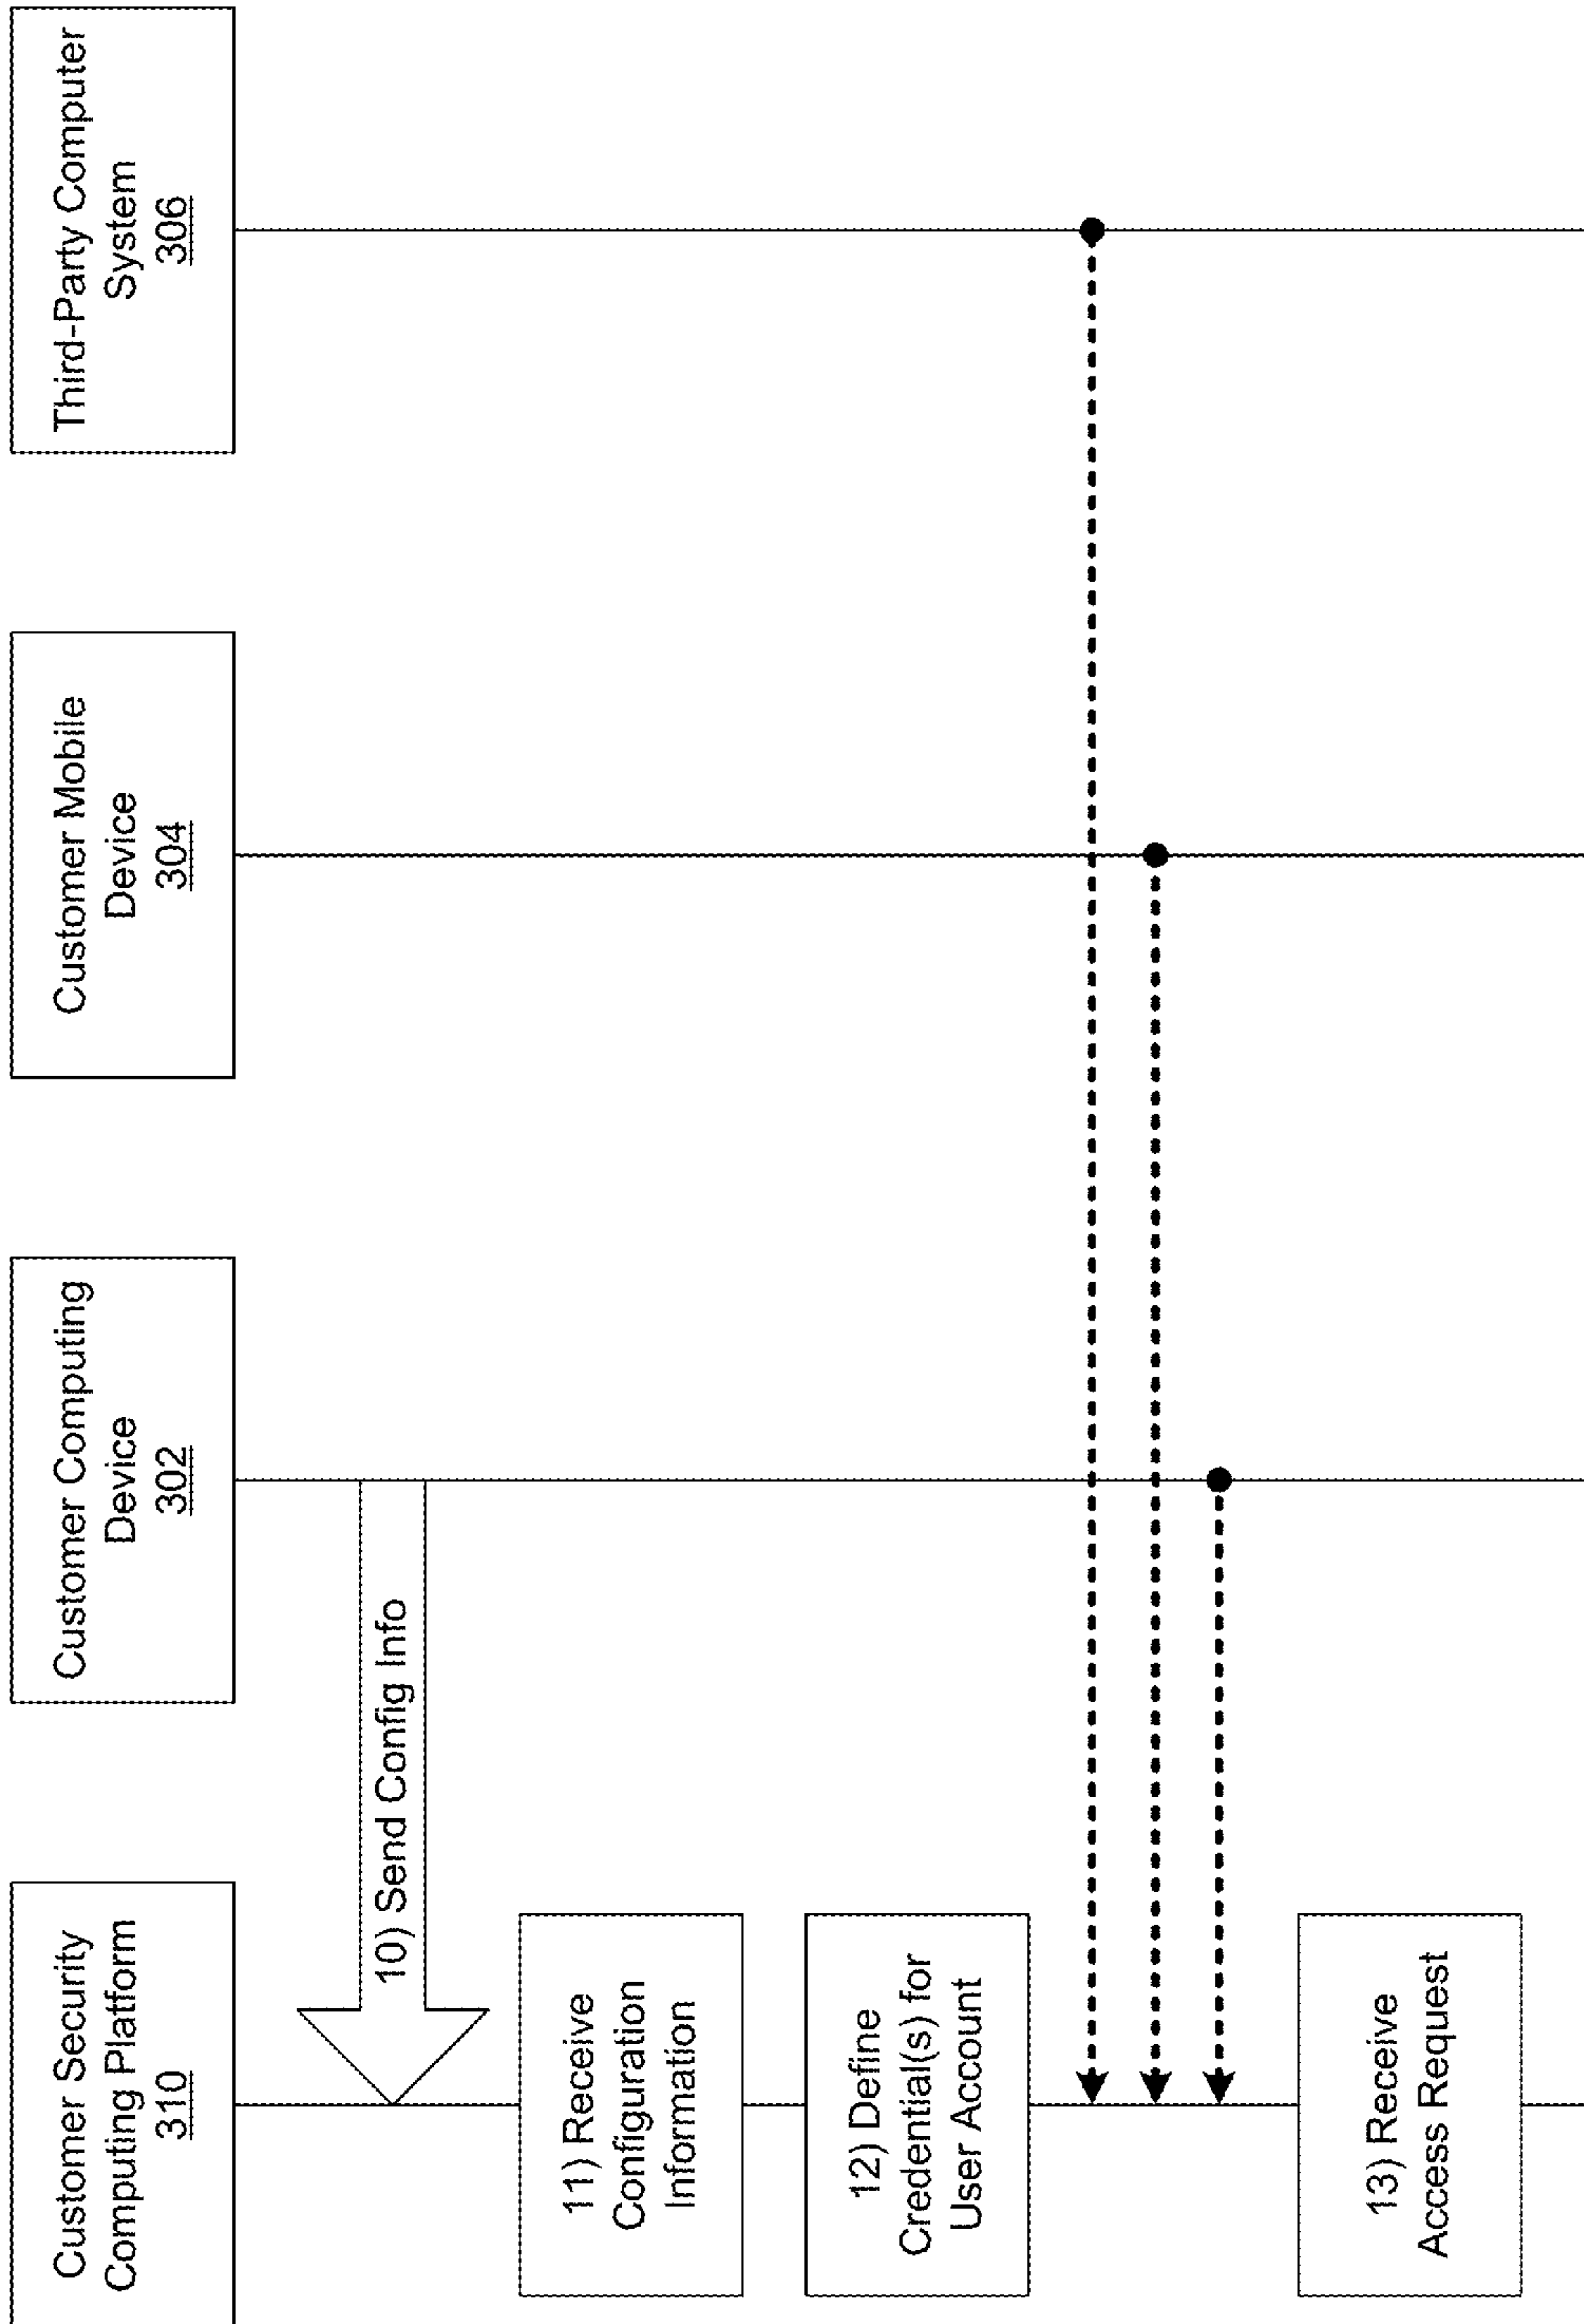 Customer Security
Computing Platform
310
Customer Computing
Device
302
Customer Mobile
Device
304
Third-Party Computer
System
306
10) Send Config Info
11) Receive
Configuration
Information
12) Define
Credential(s) for
User Account
13) Receive
Access Request